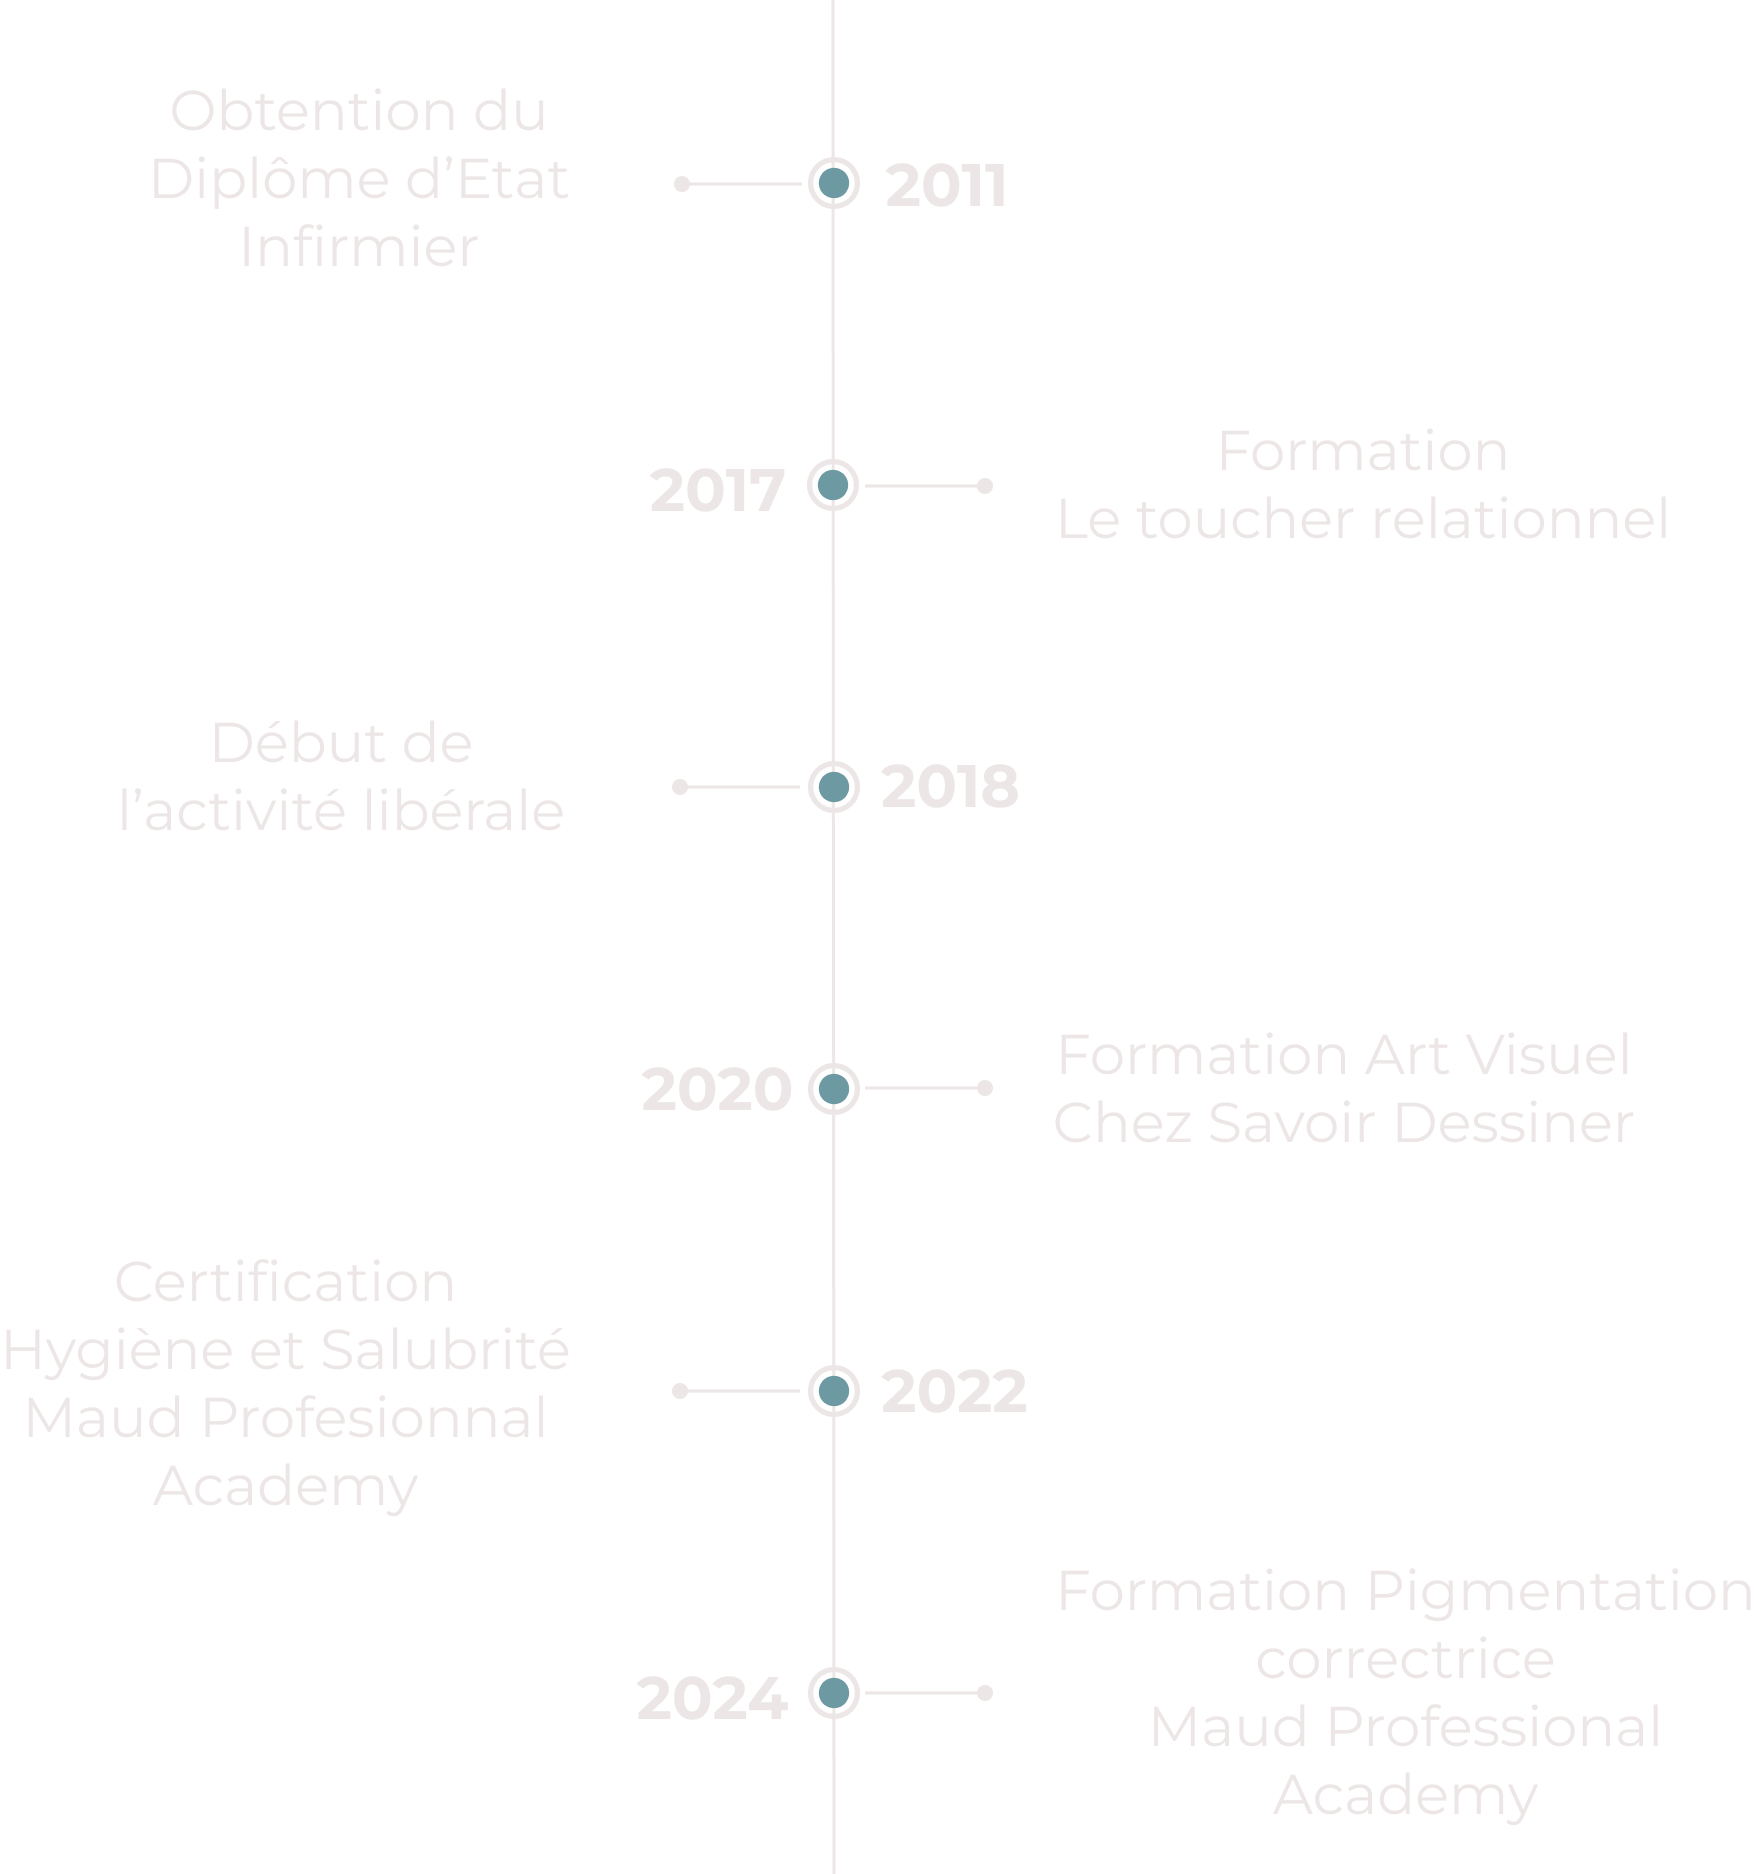 Obtention du
Diplôme d’Etat
Infirmier
2011
2017
Formation
Le toucher relationnel
Début de
l’activité libérale
2018
2020
Formation Art Visuel
Chez Savoir Dessiner
Certification
Hygiène et Salubrité
Maud Profesionnal
Academy
2022
2024
Formation Pigmentation
correctrice
Maud Professional
Academy